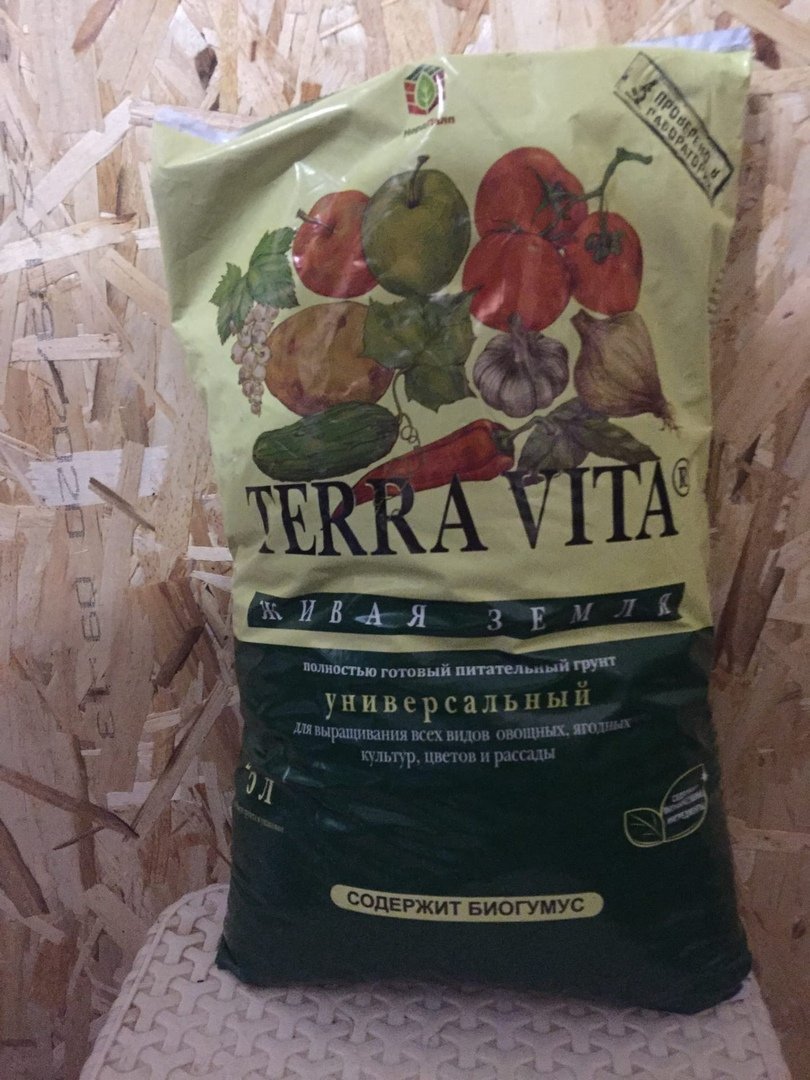 ПРОВЕРЕНО В
TERRA VITA®
ЖИВАЯ ЗЕМЛЯ
полностью готовый питательный грунт
универсальный
для выращивания всех видов овощных, ягодных
культур, цветов и рассады
Л
СОДЕРЖИТ БИОГУМУС